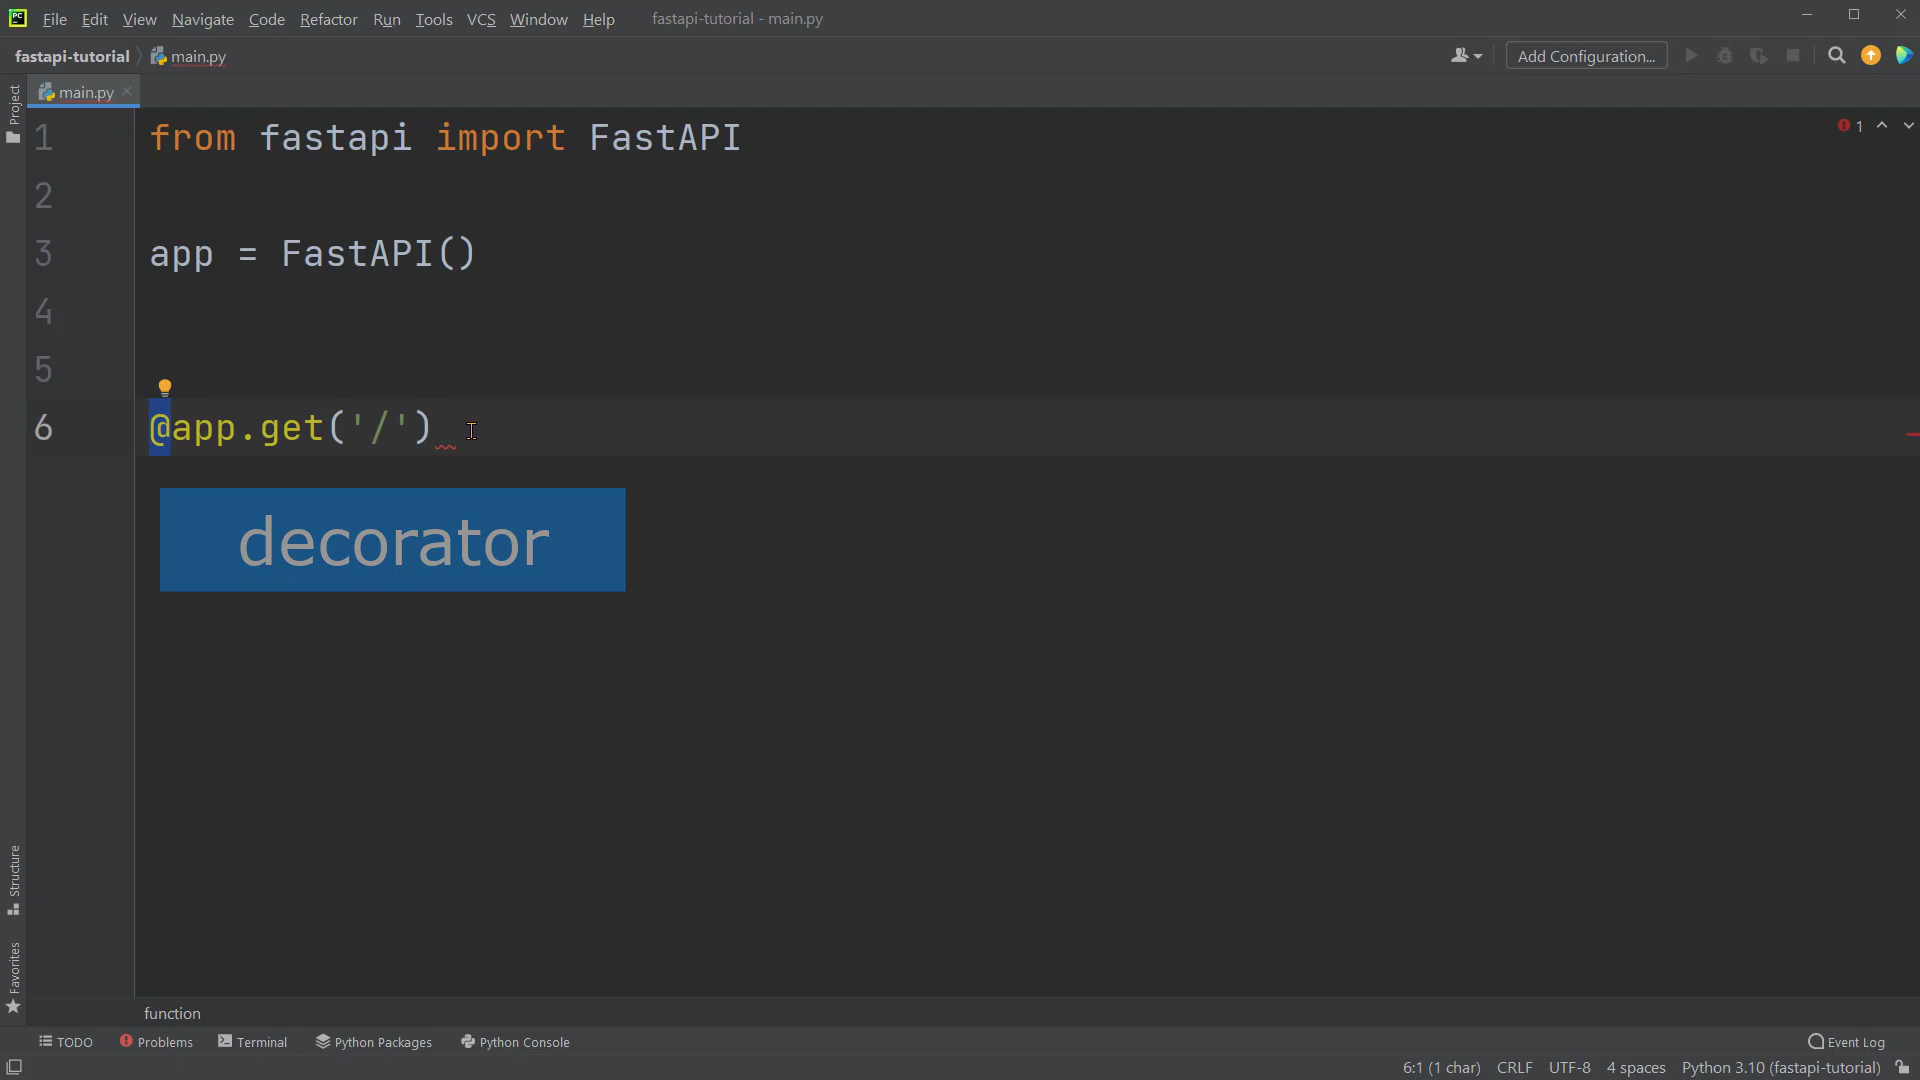 File Edit View Navigate Code Refactor Run Tools VCS Window Help fastapi-tutorial - main.py
fastapi-tutorial main.py Add Configuration...
main.py
Project
1 from fastapi import FastAPI
1
2
3 app = FastAPI()
4
5
6 @app.get('/')
decorator
Structure
Favorites
function
TODO Problems Terminal Python Packages Python Console Event Log
6:1 (1 char) CRLF UTF-8 4 spaces Python 3.10 (fastapi-tutorial)